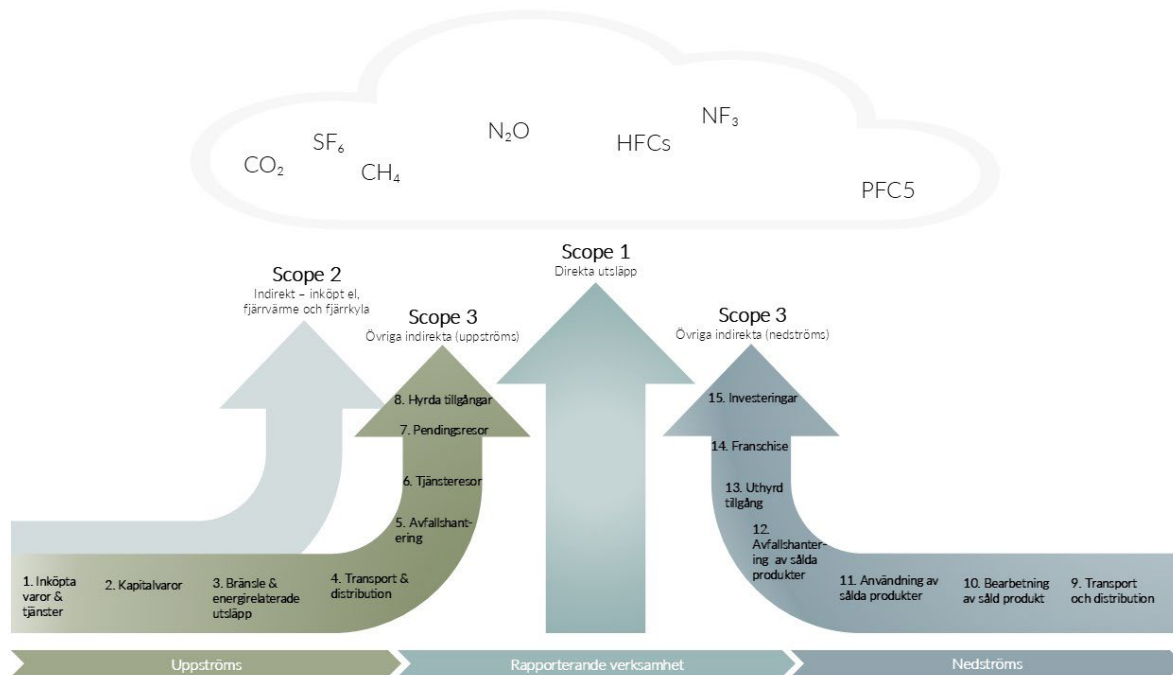 NF₃
N₂O
SF₆
HFCs
CO₂
CH₄
PFC5
Scope 2
Indirekt – inköpt el,
fjärrvärme och fjärrkyla
Scope 3
Övriga indirekta (uppströms)
Scope 1
Direkta utsläpp
Scope 3
Övriga indirekta (nedströms)
8. Hyrda tillgångar
7. Pendingsresor
6. Tjänsteresor
5. Avfallshant-
ering
4. Transport &
distribution
3. Bränsle &
energirelaterade
utsläpp
2. Kapitalvaror
1. Inköpta
varor &
tjänster
15. Investeringar
14. Franschise
13. Uthyrd
tillgång
12.
Avfallshanter-
ing av sålda
produkter
11. Användning av
sålda produkter
10. Bearbetning
av såld produkt
9. Transport
och distribution
Uppströms
Rapporterande verksamhet
Nedströms